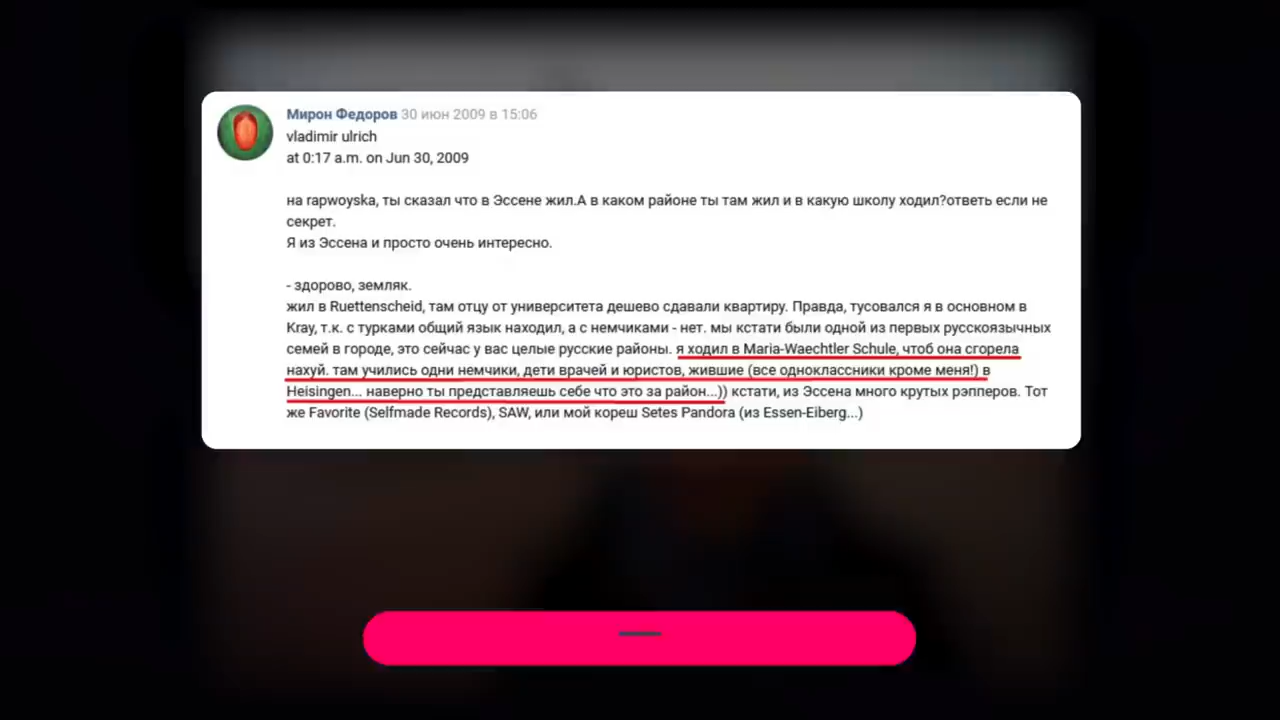 Мирон Федоров 30 июн 2009 в 15:06
vladimir ulrich
at 0:17 a.m. on Jun 30, 2009
на rapwoyska, ты сказал что в Эссене жил.А в каком районе ты там жил и в какую школу ходил?ответь если не
секрет.
Я из Эссена и просто очень интересно.
- здорово, земляк.
жил в Ruettenscheid, там отцу от университета дешево сдавали квартиру. Правда, тусовался я в основном в
Kray, т.к. с турками общий язык находил, а с немчиками - нет. мы кстати были одной из первых русскоязычных
семей в городе, это сейчас у вас целые русские районы. я ходил в Maria-Waechtler Schule, чтоб она сгорела
нахуй. там учились одни немчики, дети врачей и юристов, жившие (все одноклассники кроме меня!) в
Heisingen... наверно ты представляешь себе что это за район...)) кстати, из Эссена много крутых рэпперов. Тот
же Favorite (Selfmade Records), SAW, или мой кореш Setes Pandora (из Essen-Eiberg...)